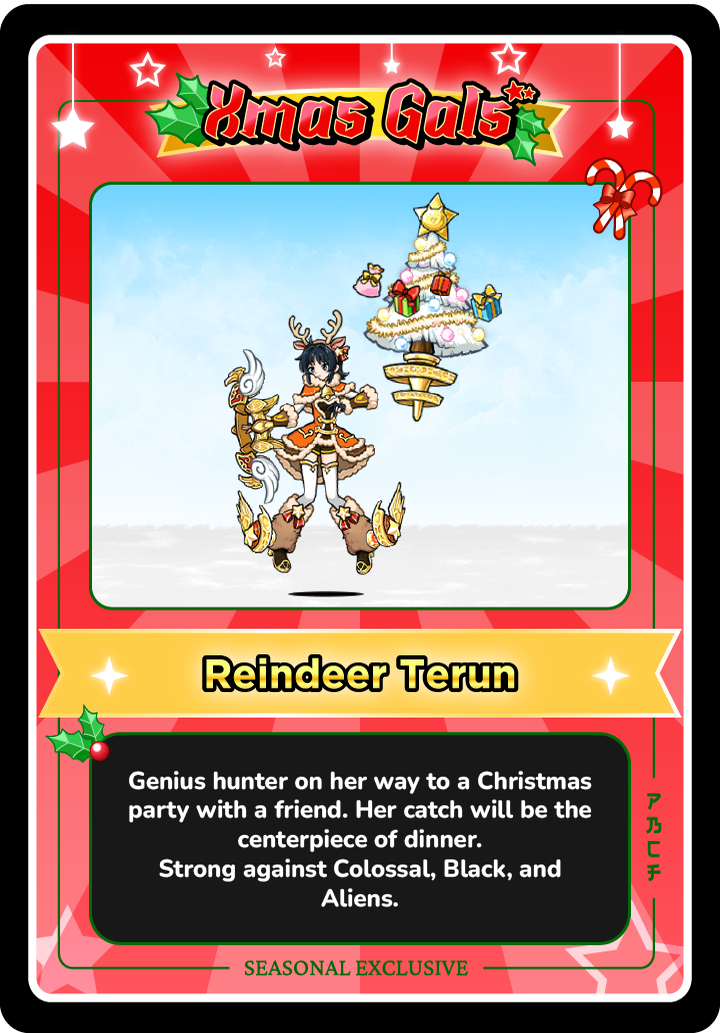 Xmas Gals
Reindeer Terun
Genius hunter on her way to a Christmas
party with a friend. Her catch will be the
centerpiece of dinner.
Strong against Colossal, Black, and
Aliens.
SEASONAL EXCLUSIVE